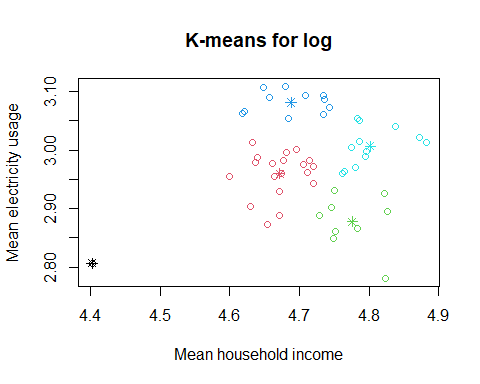 K-means for log
Mean electricity usage
3.10
3.00
2.90
2.80
4.4 4.5 4.6 4.7 4.8 4.9
Mean household income